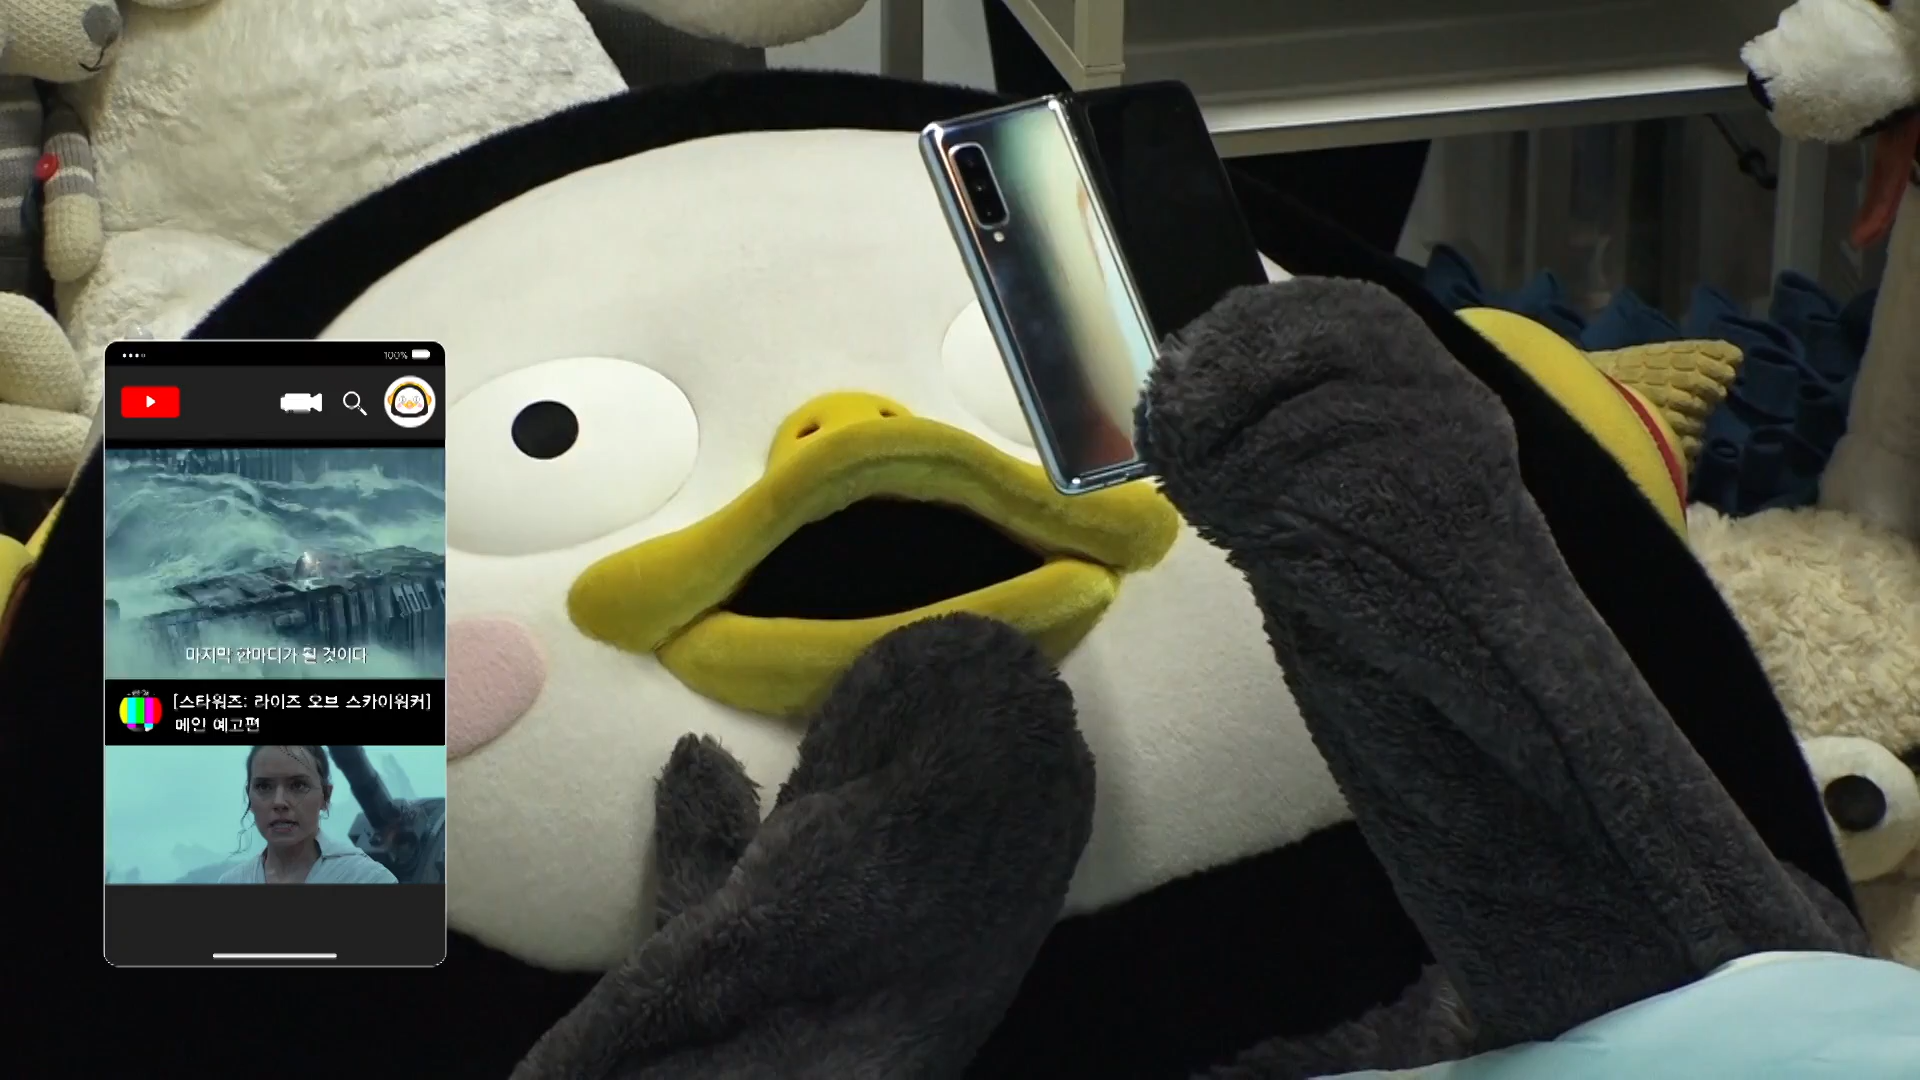 100%
마지막 한마디가 될 것이다
[스타워즈: 라이즈 오브 스카이워커]
메인 예고편